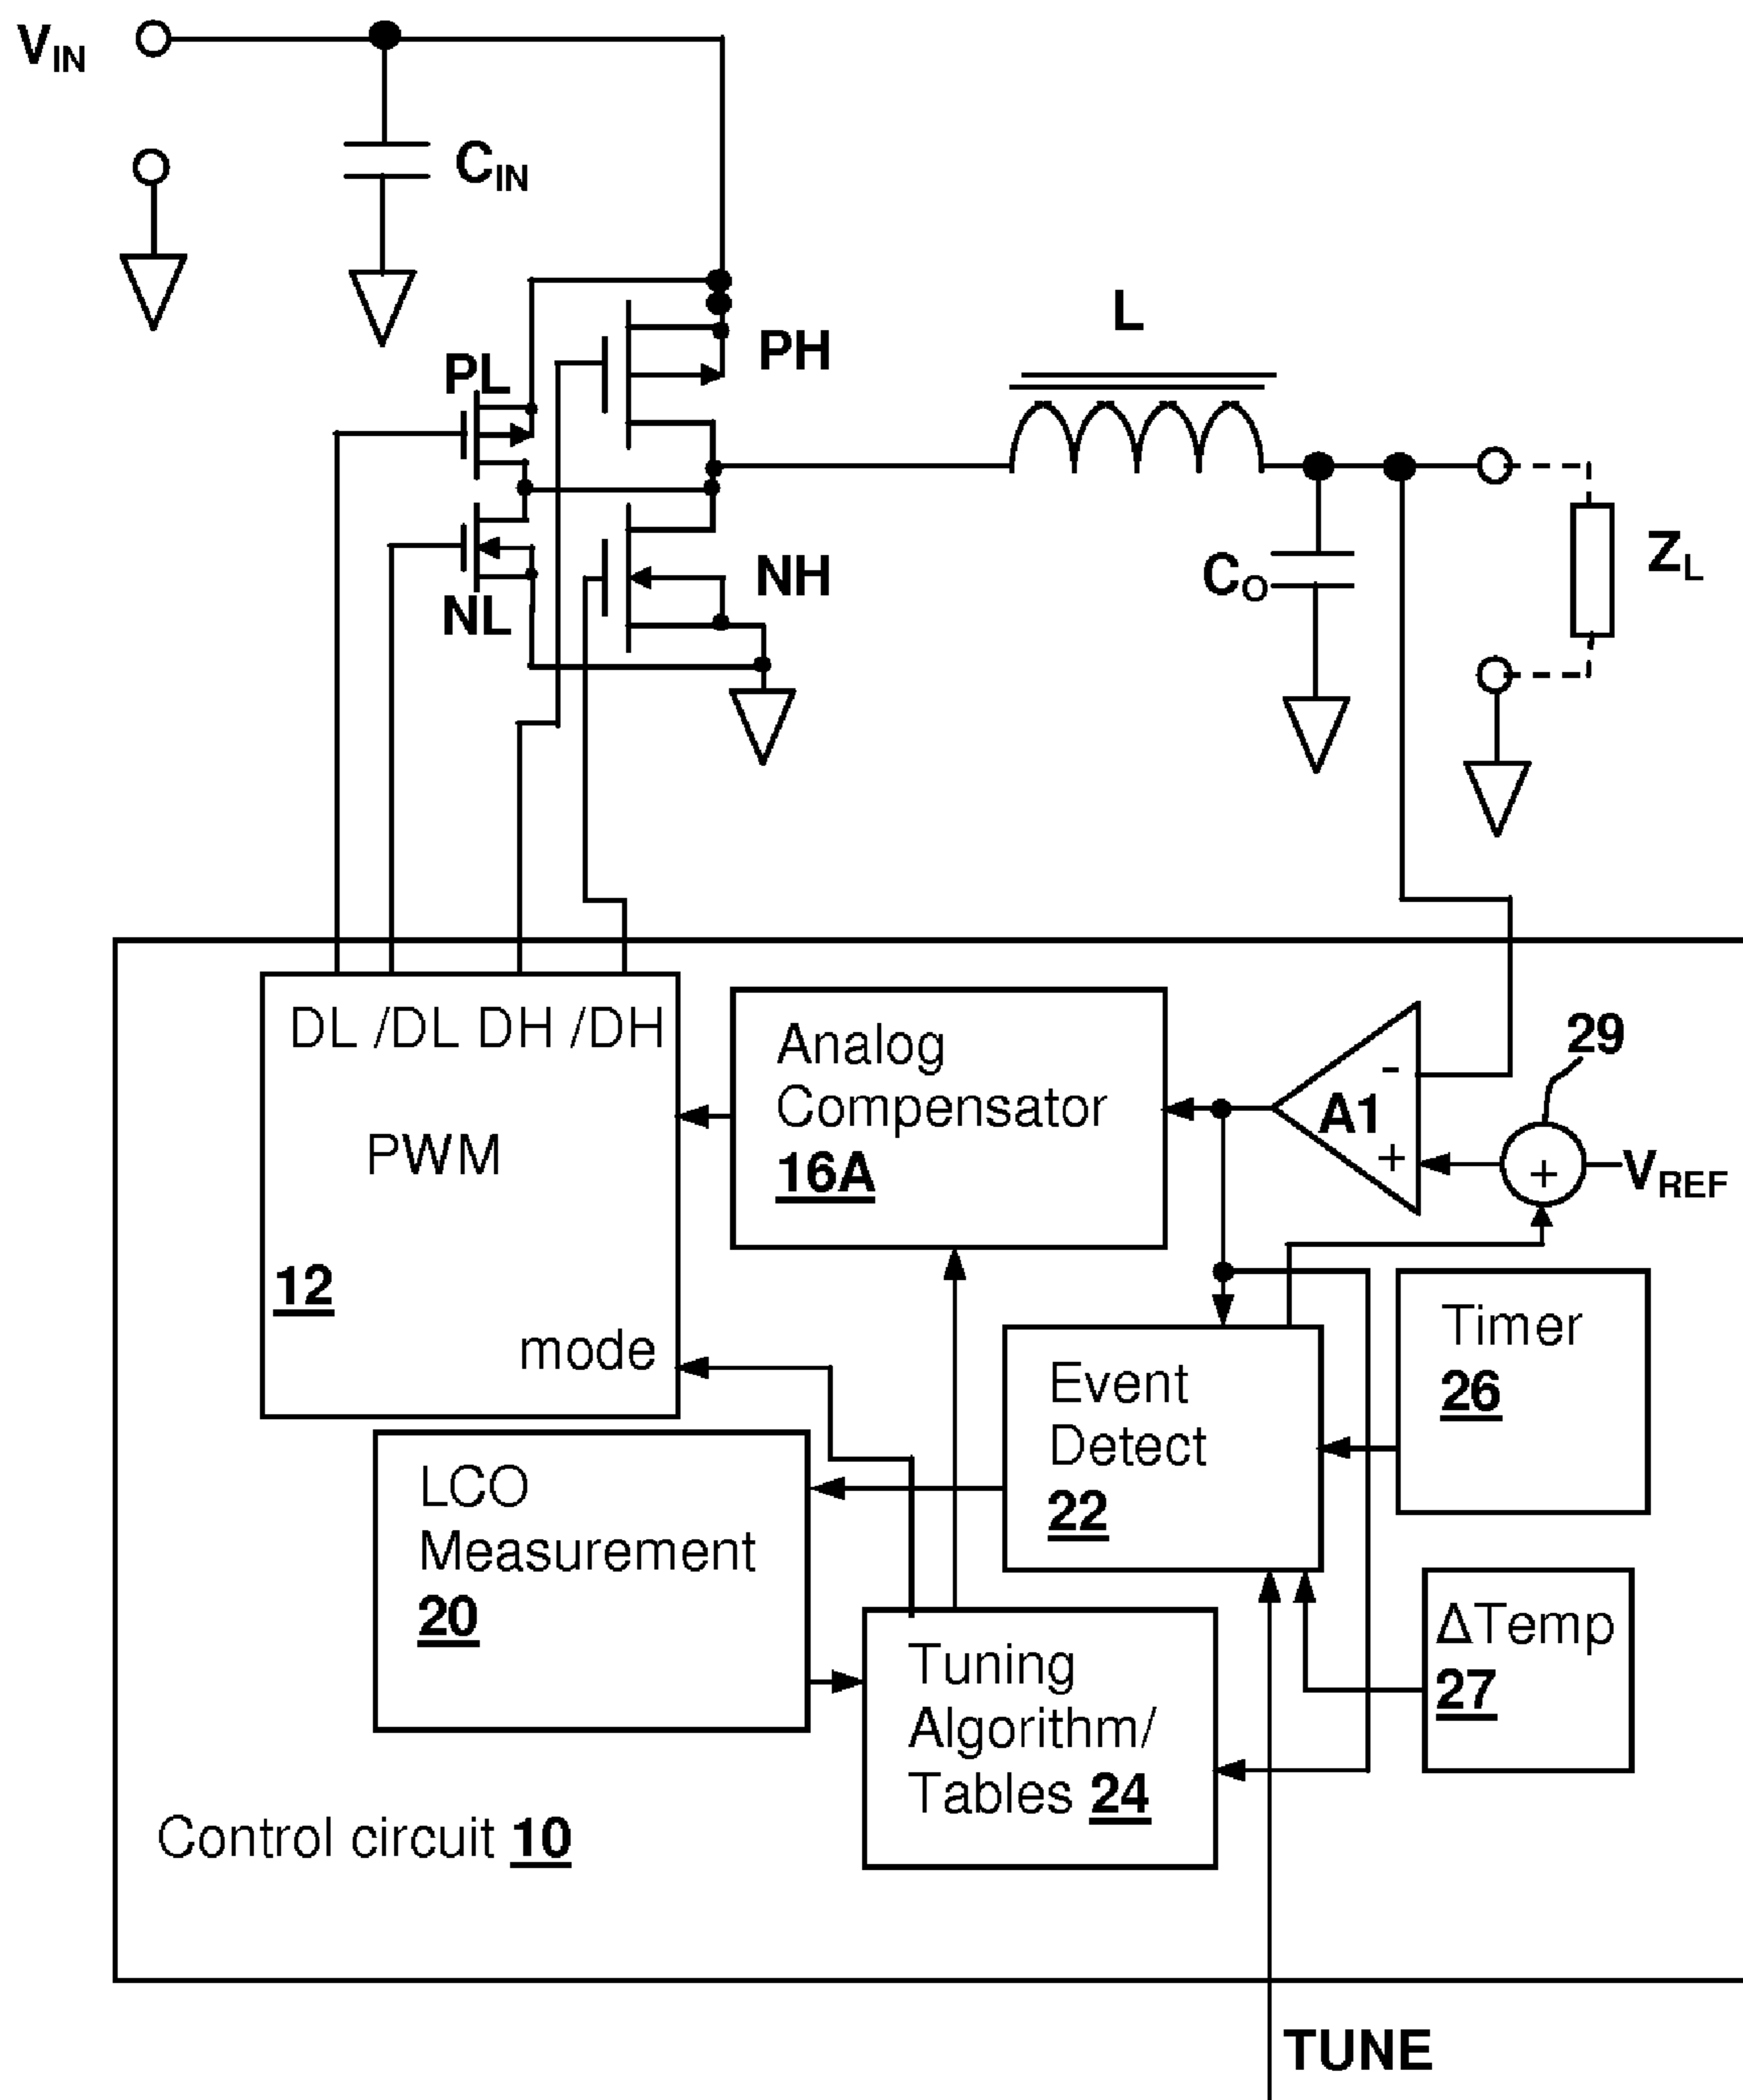 VIN
CIN
L
PH
PL
ZL
NH
CO
NL
DL /DL DH /DH
PWM
12
mode
Analog
Compensator
16A
-
A1
+
29
+
VREF
Timer
26
Event
Detect
22
LCO
Measurement
20
ΔTemp
27
Tuning
Algorithm/
Tables 24
Control circuit 10
TUNE